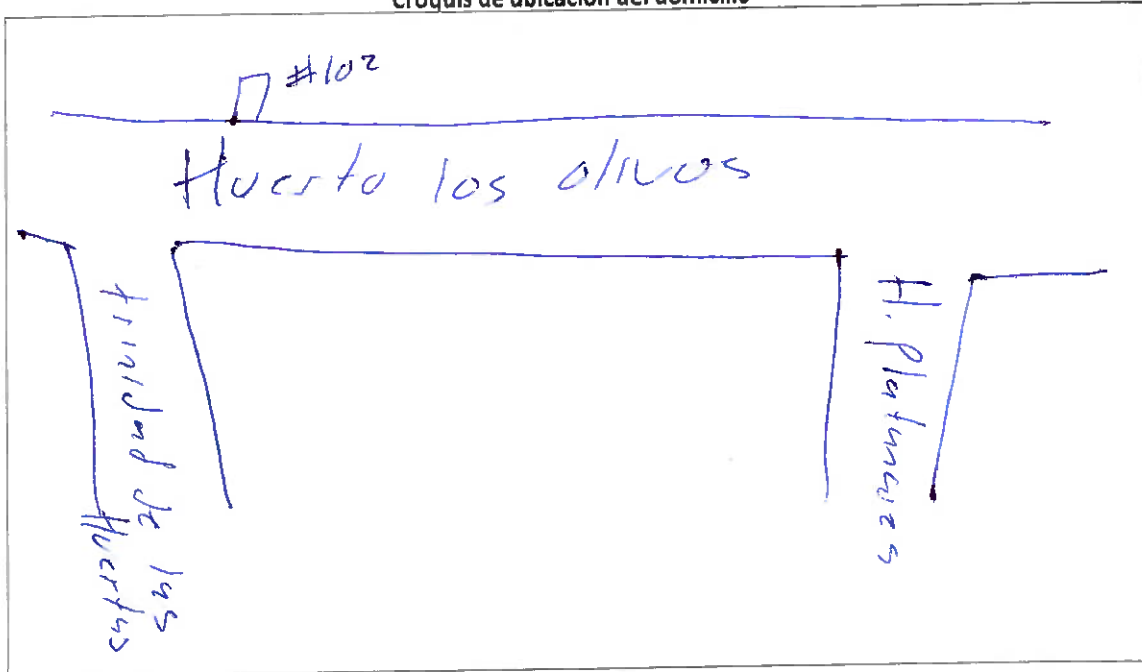 Croquis de ubicación del domicilio
#102
Huerto los olivos
trinidad de las
Huertas
H. Platanares